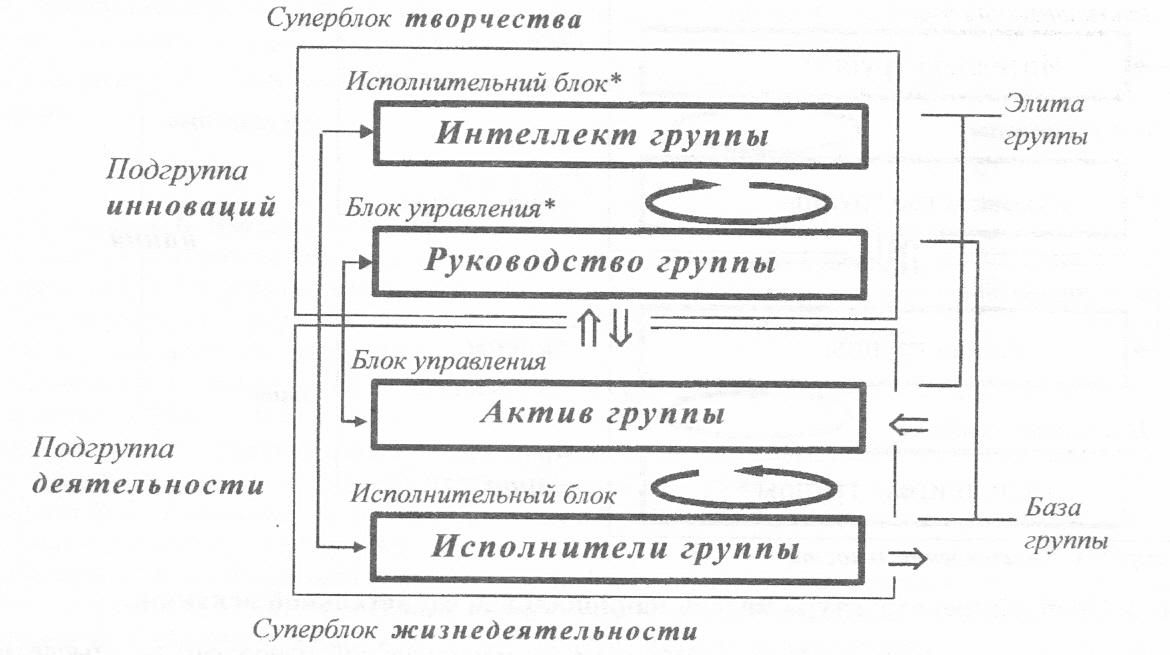 Суперблок творчества
Исполнительний блок*
Интеллект группы
Элита
группы
Подгруппа
инноваций
Блок управления*
Руководство группы
Блок управления
Актив группы
Подгруппа
деятельности
Исполнительный блок
Исполнители группы
База
группы
Суперблок жизнедеятельности